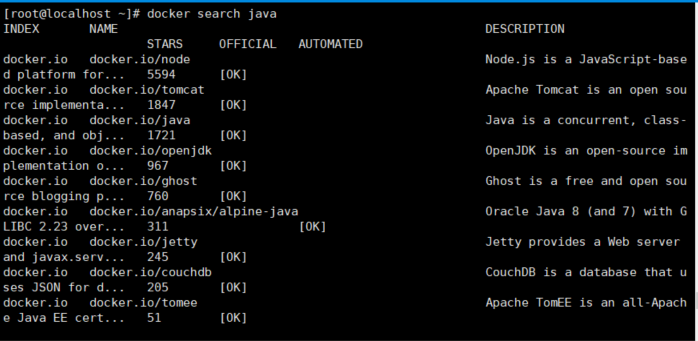 [root@localhost ~]# docker search java
INDEX NAME DESCRIPTION
STARS OFFICIAL AUTOMATED
docker.io docker.io/node Node.js is a JavaScript-base
d platform for... 5594 [OK]
docker.io docker.io/tomcat Apache Tomcat is an open sou
rce implementa... 1847 [OK]
docker.io docker.io/java Java is a concurrent, class-
based, and obj... 1721 [OK]
docker.io docker.io/openjdk OpenJDK is an open-source im
plementation o... 967 [OK]
docker.io docker.io/ghost Ghost is a free and open sou
rce blogging p... 760 [OK]
docker.io docker.io/anapsix/alpine-java Oracle Java 8 (and 7) with G
LIBC 2.23 over... 311 [OK]
docker.io docker.io/jetty Jetty provides a Web server
and javax.serv... 245 [OK]
docker.io docker.io/couchdb CouchDB is a database that u
ses JSON for d... 205 [OK]
docker.io docker.io/tomee Apache TomEE is an all-Apach
e Java EE cert... 51 [OK]